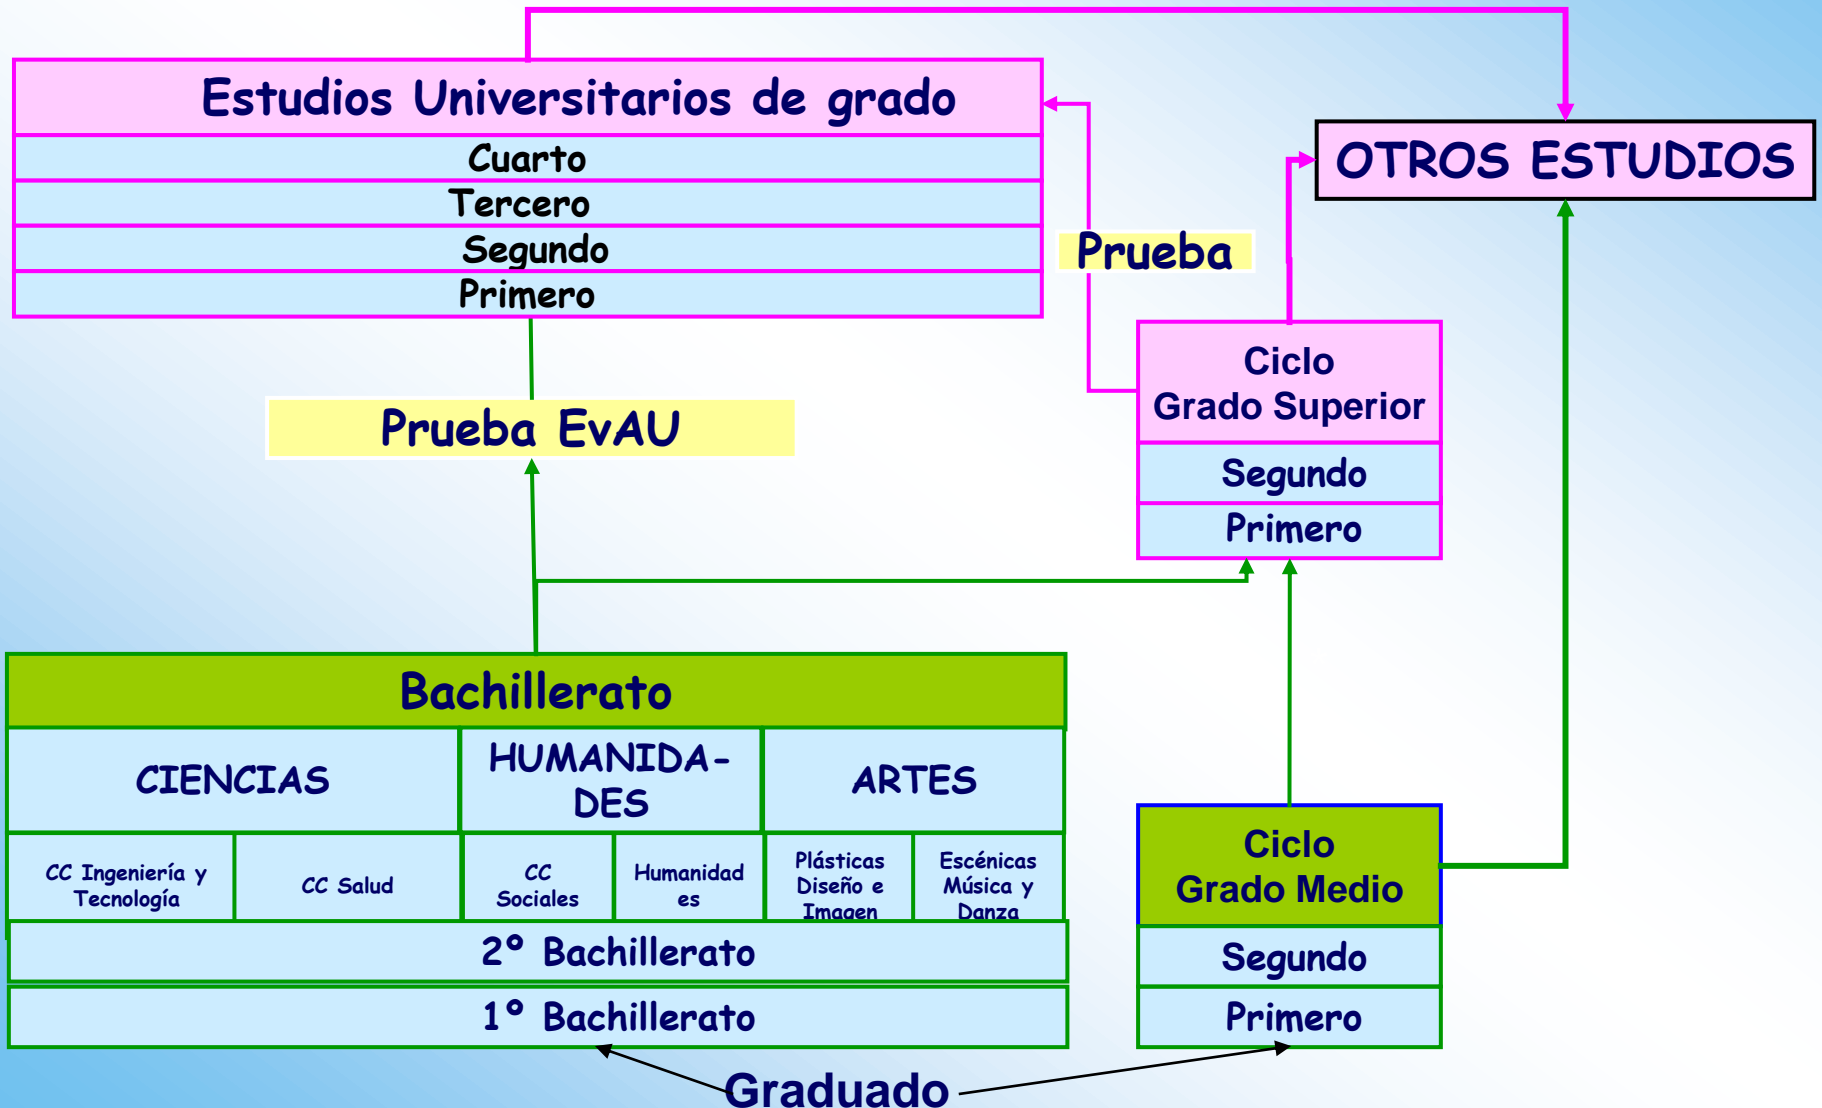 Estudios Universitarios de grado
Cuarto
Tercero
Segundo
Primero
OTROS ESTUDIOS
Prueba
Ciclo
Grado Superior
Segundo
Primero
Prueba EvAU
Bachillerato
CIENCIAS
HUMANIDA-
DES
ARTES
CC Ingeniería y
Tecnología
CC Salud
CC
Sociales
Humanidad
es
Plásticas
Diseño e
Imagen
Escénicas
Música y
Danza
2º Bachillerato
1º Bachillerato
Ciclo
Grado Medio
Segundo
Primero
Graduado